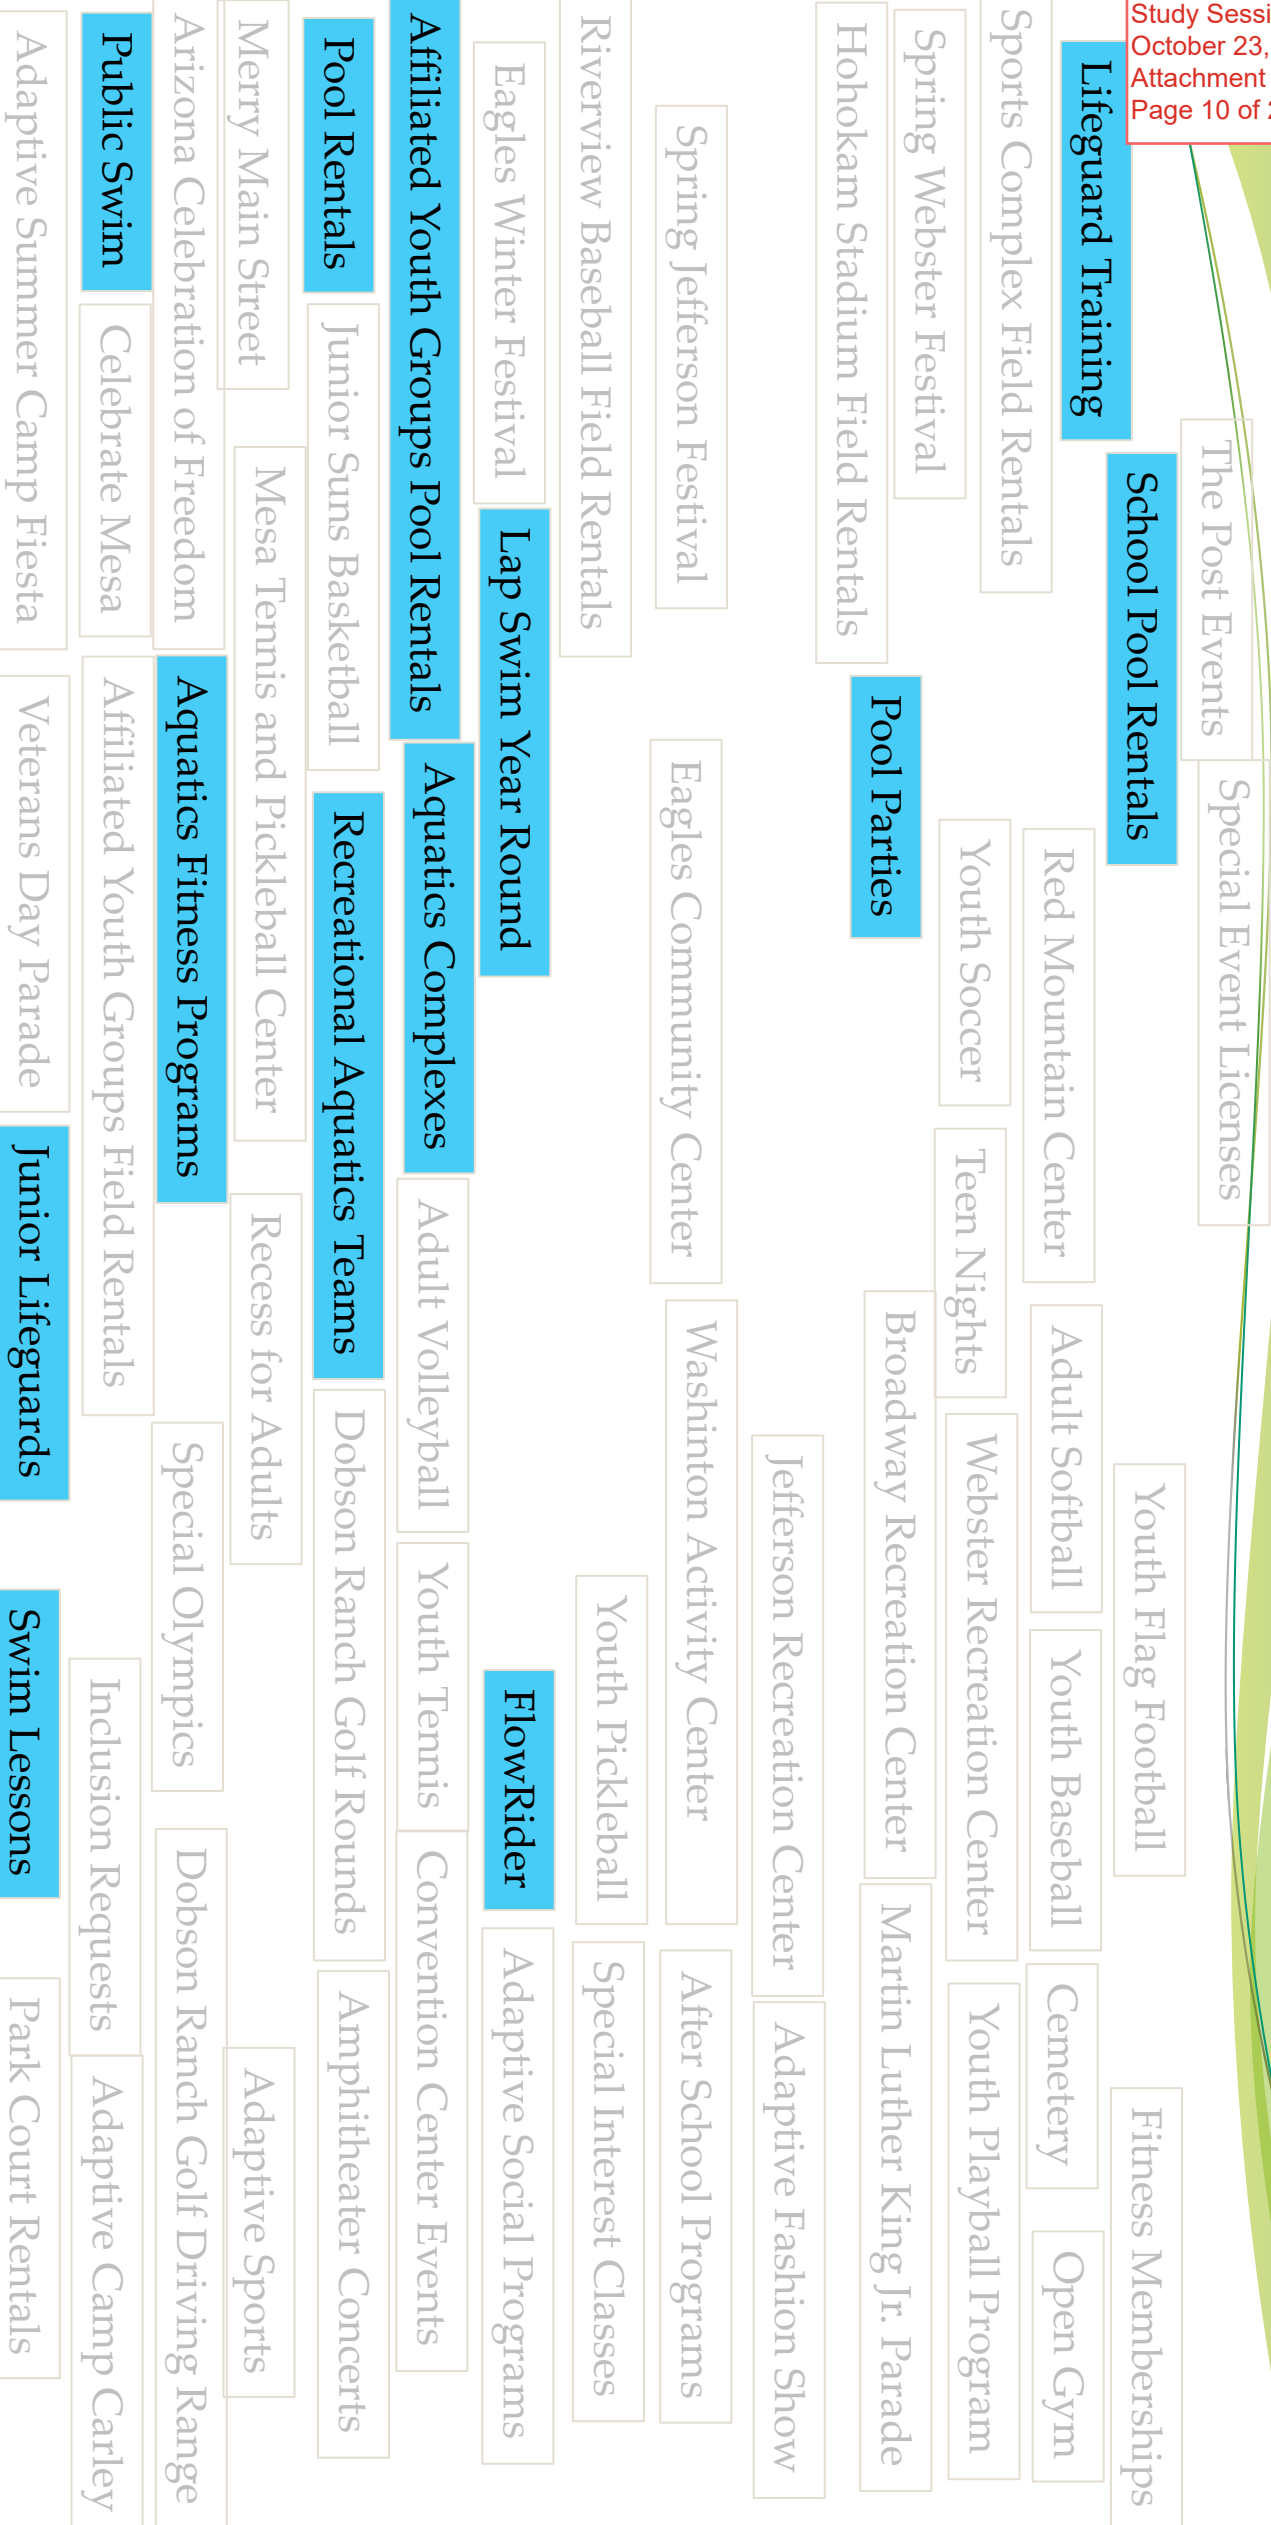 Study Sessi
October 23,
Attachment
Page 10 of 2
The Post Events
Special Event Licenses
Youth Flag Football
Fitness Memberships
School Pool Rentals
Lifeguard Training
Red Mountain Center
Adult Softball
Youth Baseball
Cemetery
Open Gym
Sports Complex Field Rentals
Youth Soccer
Teen Nights
Webster Recreation Center
Youth Playball Program
Spring Webster Festival
Pool Parties
Broadway Recreation Center
Martin Luther King Jr. Parade
Hohokam Stadium Field Rentals
Jefferson Recreation Center
Adaptive Fashion Show
Spring Jefferson Festival
Eagles Community Center
Washinton Activity Center
After School Programs
Riverview Baseball Field Rentals
Youth Pickleball
Special Interest Classes
Eagles Winter Festival
Lap Swim Year Round
FlowRider
Adaptive Social Programs
Affiliated Youth Groups Pool Rentals
Aquatics Complexes
Adult Volleyball
Youth Tennis
Convention Center Events
Pool Rentals
Junior Suns Basketball
Recreational Aquatics Teams
Dobson Ranch Golf Rounds
Amphitheater Concerts
Merry Main Street
Mesa Tennis and Pickleball Center
Recess for Adults
Adaptive Sports
Arizona Celebration of Freedom
Aquatics Fitness Programs
Special Olympics
Dobson Ranch Golf Driving Range
Public Swim
Celebrate Mesa
Affiliated Youth Groups Field Rentals
Inclusion Requests
Adaptive Camp Carley
Adaptive Summer Camp Fiesta
Veterans Day Parade
Junior Lifeguards
Swim Lessons
Park Court Rentals